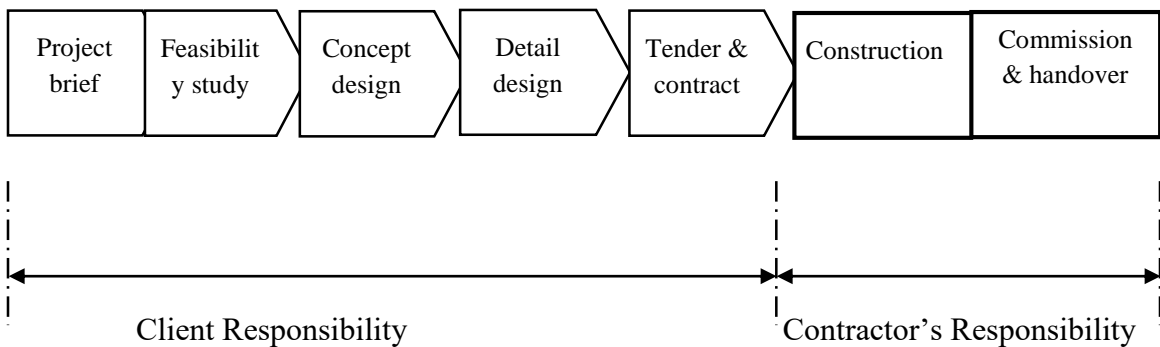 Project
brief
Feasibilit
y study
Concept
design
Detail
design
Tender &
contract
Construction
Commission
& handover
Client Responsibility
Contractor’s Responsibility